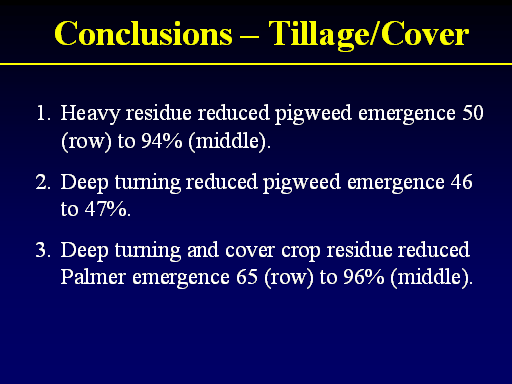 Conclusions – Tillage/Cover
1. Heavy residue reduced pigweed emergence 50
(row) to 94% (middle).
2. Deep turning reduced pigweed emergence 46
to 47%.
3. Deep turning and cover crop residue reduced
Palmer emergence 65 (row) to 96% (middle).